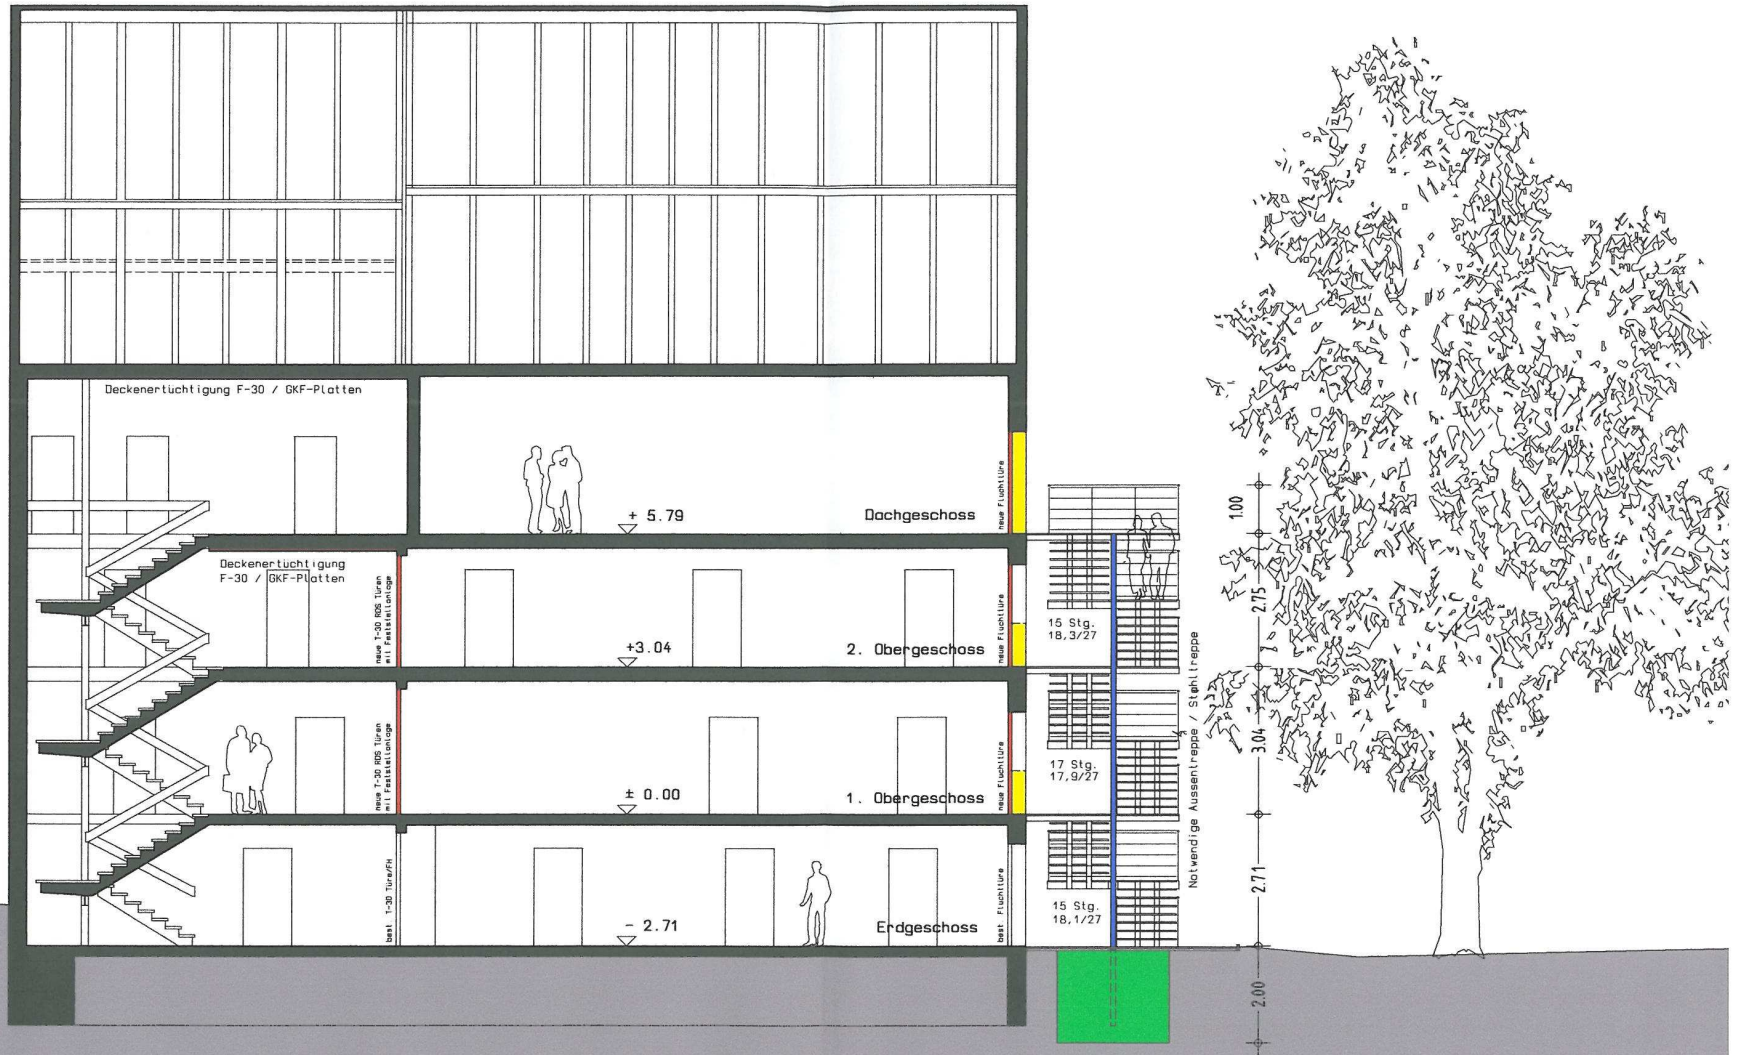 Deckenertüchtigung F-30 / GKF-Platten
neue Fluchttüre
+ 5.79
Dachgeschoss
1.00
Deckenertüchtigung
F-30 / GKF-Platten
neue T-30 RDS Türen
mit Feststellanlage
+3.04
2. Obergeschoss
neue Fluchttüre
15 Stg.
18,3/27
2.75
Notwendige Aussentreppe / Stahltreppe
neue T-30 RDS Türen
mit Feststellanlage
± 0.00
1. Obergeschoss
neue Fluchttüre
17 Stg.
17,9/27
3.04
best. T-30 Türe/FH
- 2.71
Erdgeschoss
best. Fluchttüre
15 Stg.
18,1/27
2.71
2.00